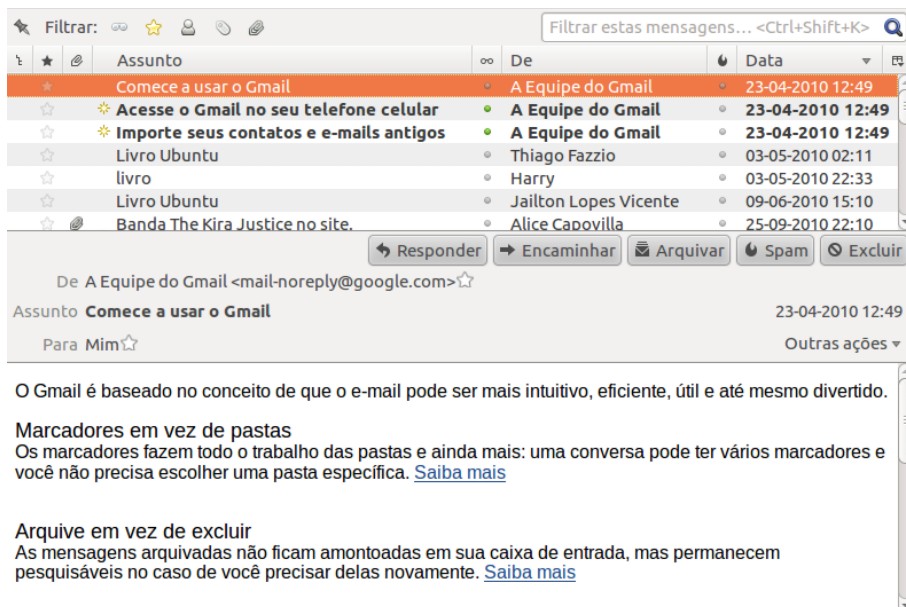 Filtrar: Filtrar estas mensagens... <Ctrl+Shift+K>
Assunto De Data
Comece a usar o Gmail A Equipe do Gmail 23-04-2010 12:49
Acesse o Gmail no seu telefone celular A Equipe do Gmail 23-04-2010 12:49
Importe seus contatos e e-mails antigos A Equipe do Gmail 23-04-2010 12:49
Livro Ubuntu Thiago Fazzio 03-05-2010 02:11
livro Harry 03-05-2010 22:33
Livro Ubuntu Jailton Lopes Vicente 09-06-2010 15:10
Banda The Kira Justice no site. Alice Capovilla 25-09-2010 22:10
Responder Encaminhar Arquivar Spam Excluir
De A Equipe do Gmail <mail-noreply@google.com>
Assunto Comece a usar o Gmail 23-04-2010 12:49
Para Mim Outras ações
O Gmail é baseado no conceito de que o e-mail pode ser mais intuitivo, eficiente, útil e até mesmo divertido.
Marcadores em vez de pastas
Os marcadores fazem todo o trabalho das pastas e ainda mais: uma conversa pode ter vários marcadores e
você não precisa escolher uma pasta específica. Saiba mais
Arquive em vez de excluir
As mensagens arquivadas não ficam amontoadas em sua caixa de entrada, mas permanecem
pesquisáveis no caso de você precisar delas novamente. Saiba mais